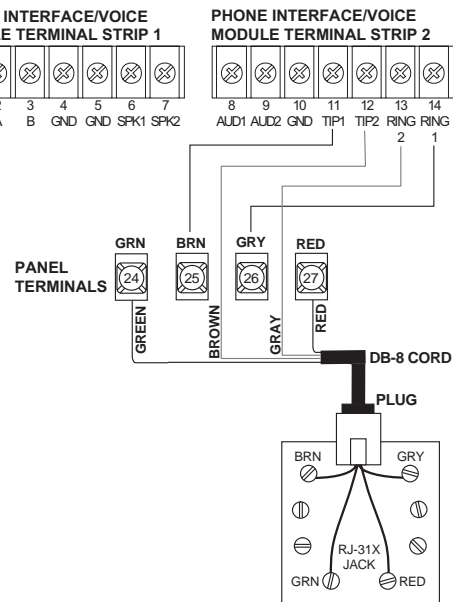 INTERFACE/VOICE
E TERMINAL STRIP 1
PHONE INTERFACE/VOICE
MODULE TERMINAL STRIP 2
3 4 5 6 7
B GND GND SPK1 SPK2
8 9 10 11 12 13 14
AUD1 AUD2 GND TIP1 TIP2 RING RING
2 1
GRN BRN GRY RED
PANEL
TERMINALS
24 25 26 27
GREEN
BROWN
GRAY
RED
DB-8 CORD
PLUG
BRN GRY
RJ-31X
JACK
GRN RED